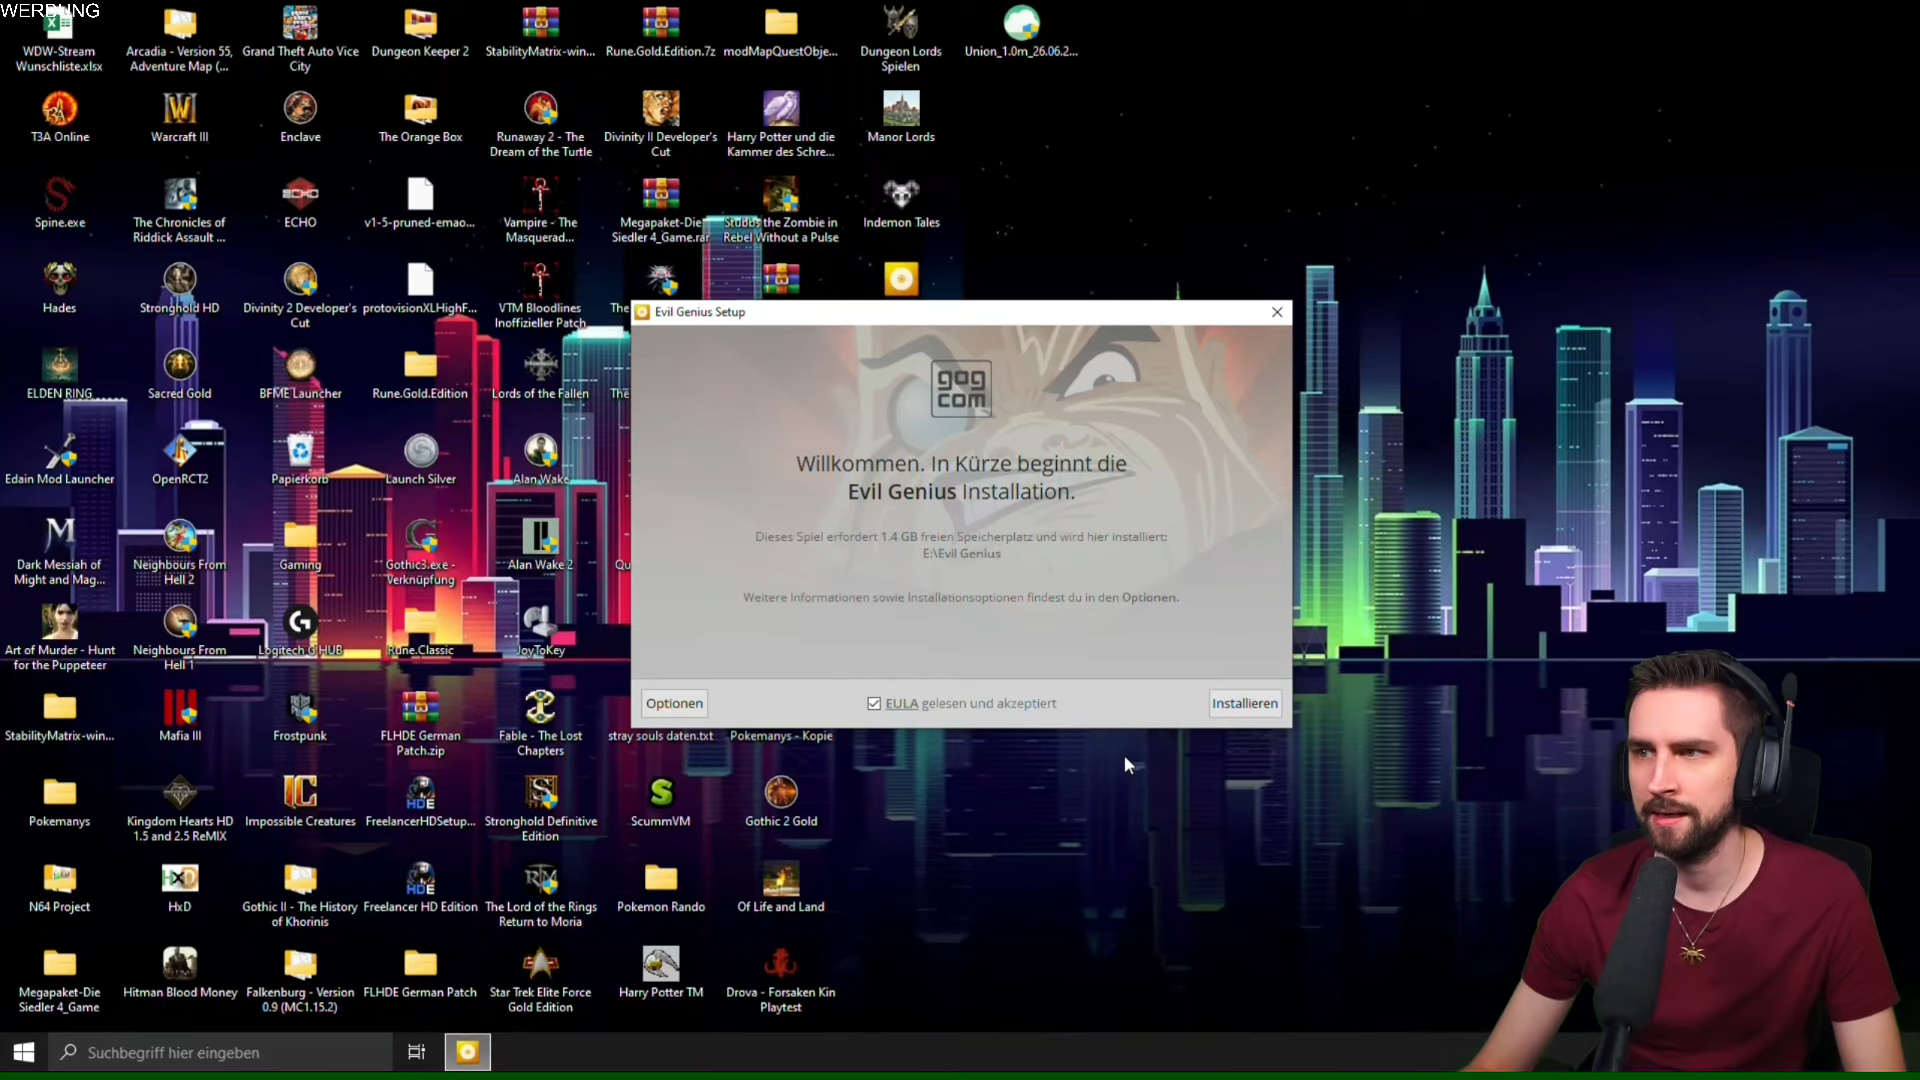 WERBUNG
WDW-Stream
Wunschliste.xlsx
Arcadia - Version 55,
Adventure Map (...
Grand Theft Auto Vice
City
Dungeon Keeper 2
StabilityMatrix-win...
Rune.Gold.Edition.7z
modMapQuestObje...
Dungeon Lords
Spielen
Union_1.0m_26.06.2...
T3A Online
Warcraft III
Enclave
The Orange Box
Runaway 2 - The
Dream of the Turtle
Divinity II Developer's
Cut
Harry Potter und die
Kammer des Schre...
Manor Lords
Spine.exe
The Chronicles of
Riddick Assault ...
ECHO
v1-5-pruned-emao...
Vampire - The
Masquerad...
Megapaket-Die
Siedler 4_Game.rar
Stubbs the Zombie in
Rebel Without a Pulse
Indemon Tales
Hades
Stronghold HD
Divinity 2 Developer's
Cut
protovisionXLHighF...
VTM Bloodlines
Inoffizieller Patch
The
ELDEN RING
Sacred Gold
BFME Launcher
Rune.Gold.Edition
Lords of the Fallen
The
Edain Mod Launcher
OpenRCT2
Papierkorb
Launch Silver
Alan Wake
Dark Messiah of
Might and Mag...
Neighbours From
Hell 2
Gaming
Gothic3.exe -
Verknüpfung
Alan Wake 2
Qu
Art of Murder - Hunt
for the Puppeteer
Neighbours From
Hell 1
Logitech G HUB
Rune.Classic
JoyToKey
StabilityMatrix-win...
Mafia III
Frostpunk
FLHDE German
Patch.zip
Fable - The Lost
Chapters
stray souls daten.txt
Pokemanys - Kopie
Pokemanys
Kingdom Hearts HD
1.5 and 2.5 ReMIX
Impossible Creatures
FreelancerHDSetup...
Stronghold Definitive
Edition
ScummVM
Gothic 2 Gold
N64 Project
HxD
Gothic II - The History
of Khorinis
Freelancer HD Edition
The Lord of the Rings
Return to Moria
Pokemon Rando
Of Life and Land
Megapaket-Die
Siedler 4_Game
Hitman Blood Money
Falkenburg - Version
0.9 (MC1.15.2)
FLHDE German Patch
Star Trek Elite Force
Gold Edition
Harry Potter TM
Drova - Forsaken Kin
Playtest
Evil Genius Setup
gog
com
Willkommen. In Kürze beginnt die
Evil Genius Installation.
Dieses Spiel erfordert 1.4 GB freien Speicherplatz und wird hier installiert:
E:\Evil Genius
Weitere Informationen sowie Installationsoptionen findest du in den Optionen.
Optionen
EULA gelesen und akzeptiert
Installieren
Suchbegriff hier eingeben